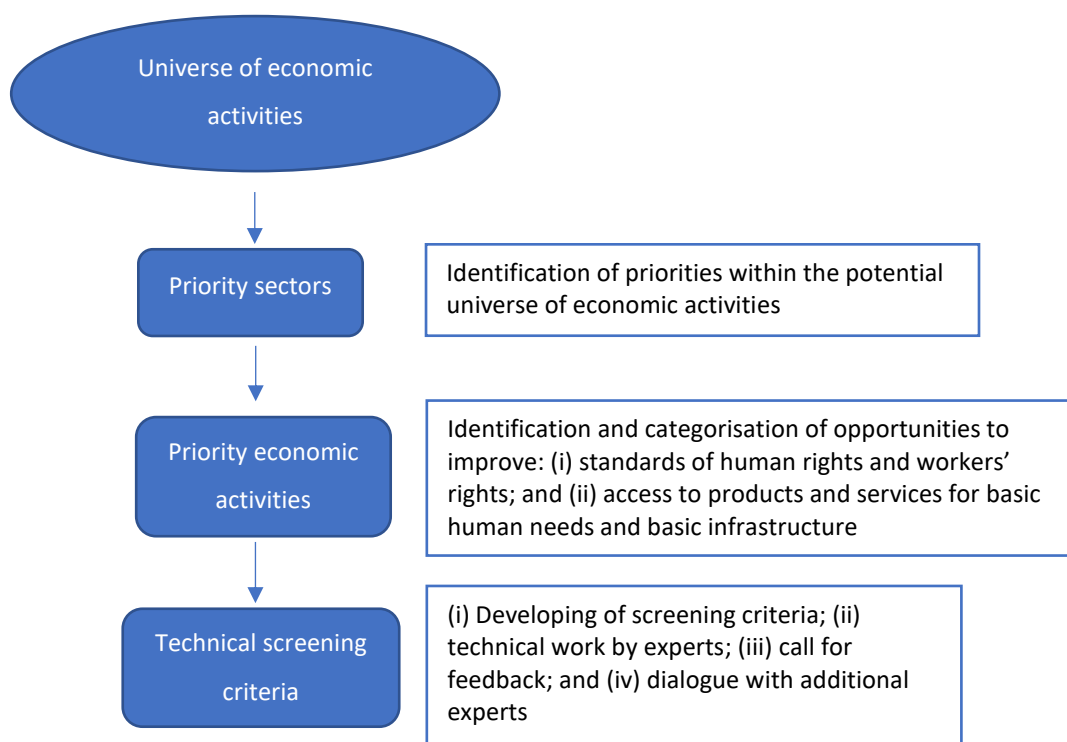 Universe of economic
activities
Priority sectors
Identification of priorities within the potential
universe of economic activities
Priority economic
activities
Identification and categorisation of opportunities to
improve: (i) standards of human rights and workers’
rights; and (ii) access to products and services for basic
human needs and basic infrastructure
Technical screening
criteria
(i) Developing of screening criteria; (ii)
technical work by experts; (iii) call for
feedback; and (iv) dialogue with additional
experts